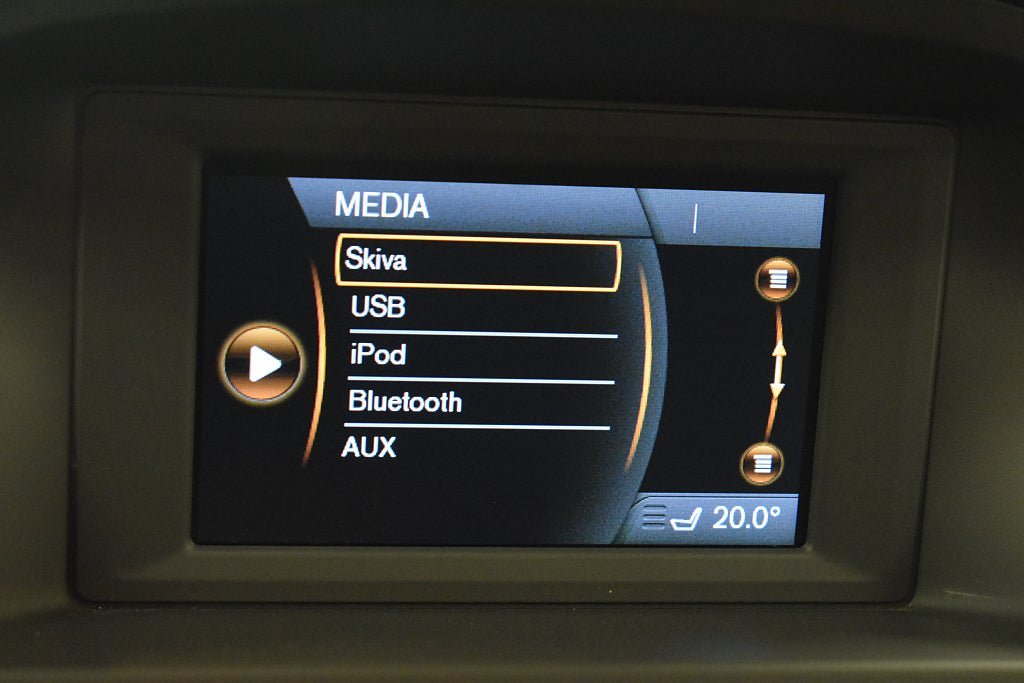 MEDIA
Skiva
USB
iPod
Bluetooth
AUX
20.0°